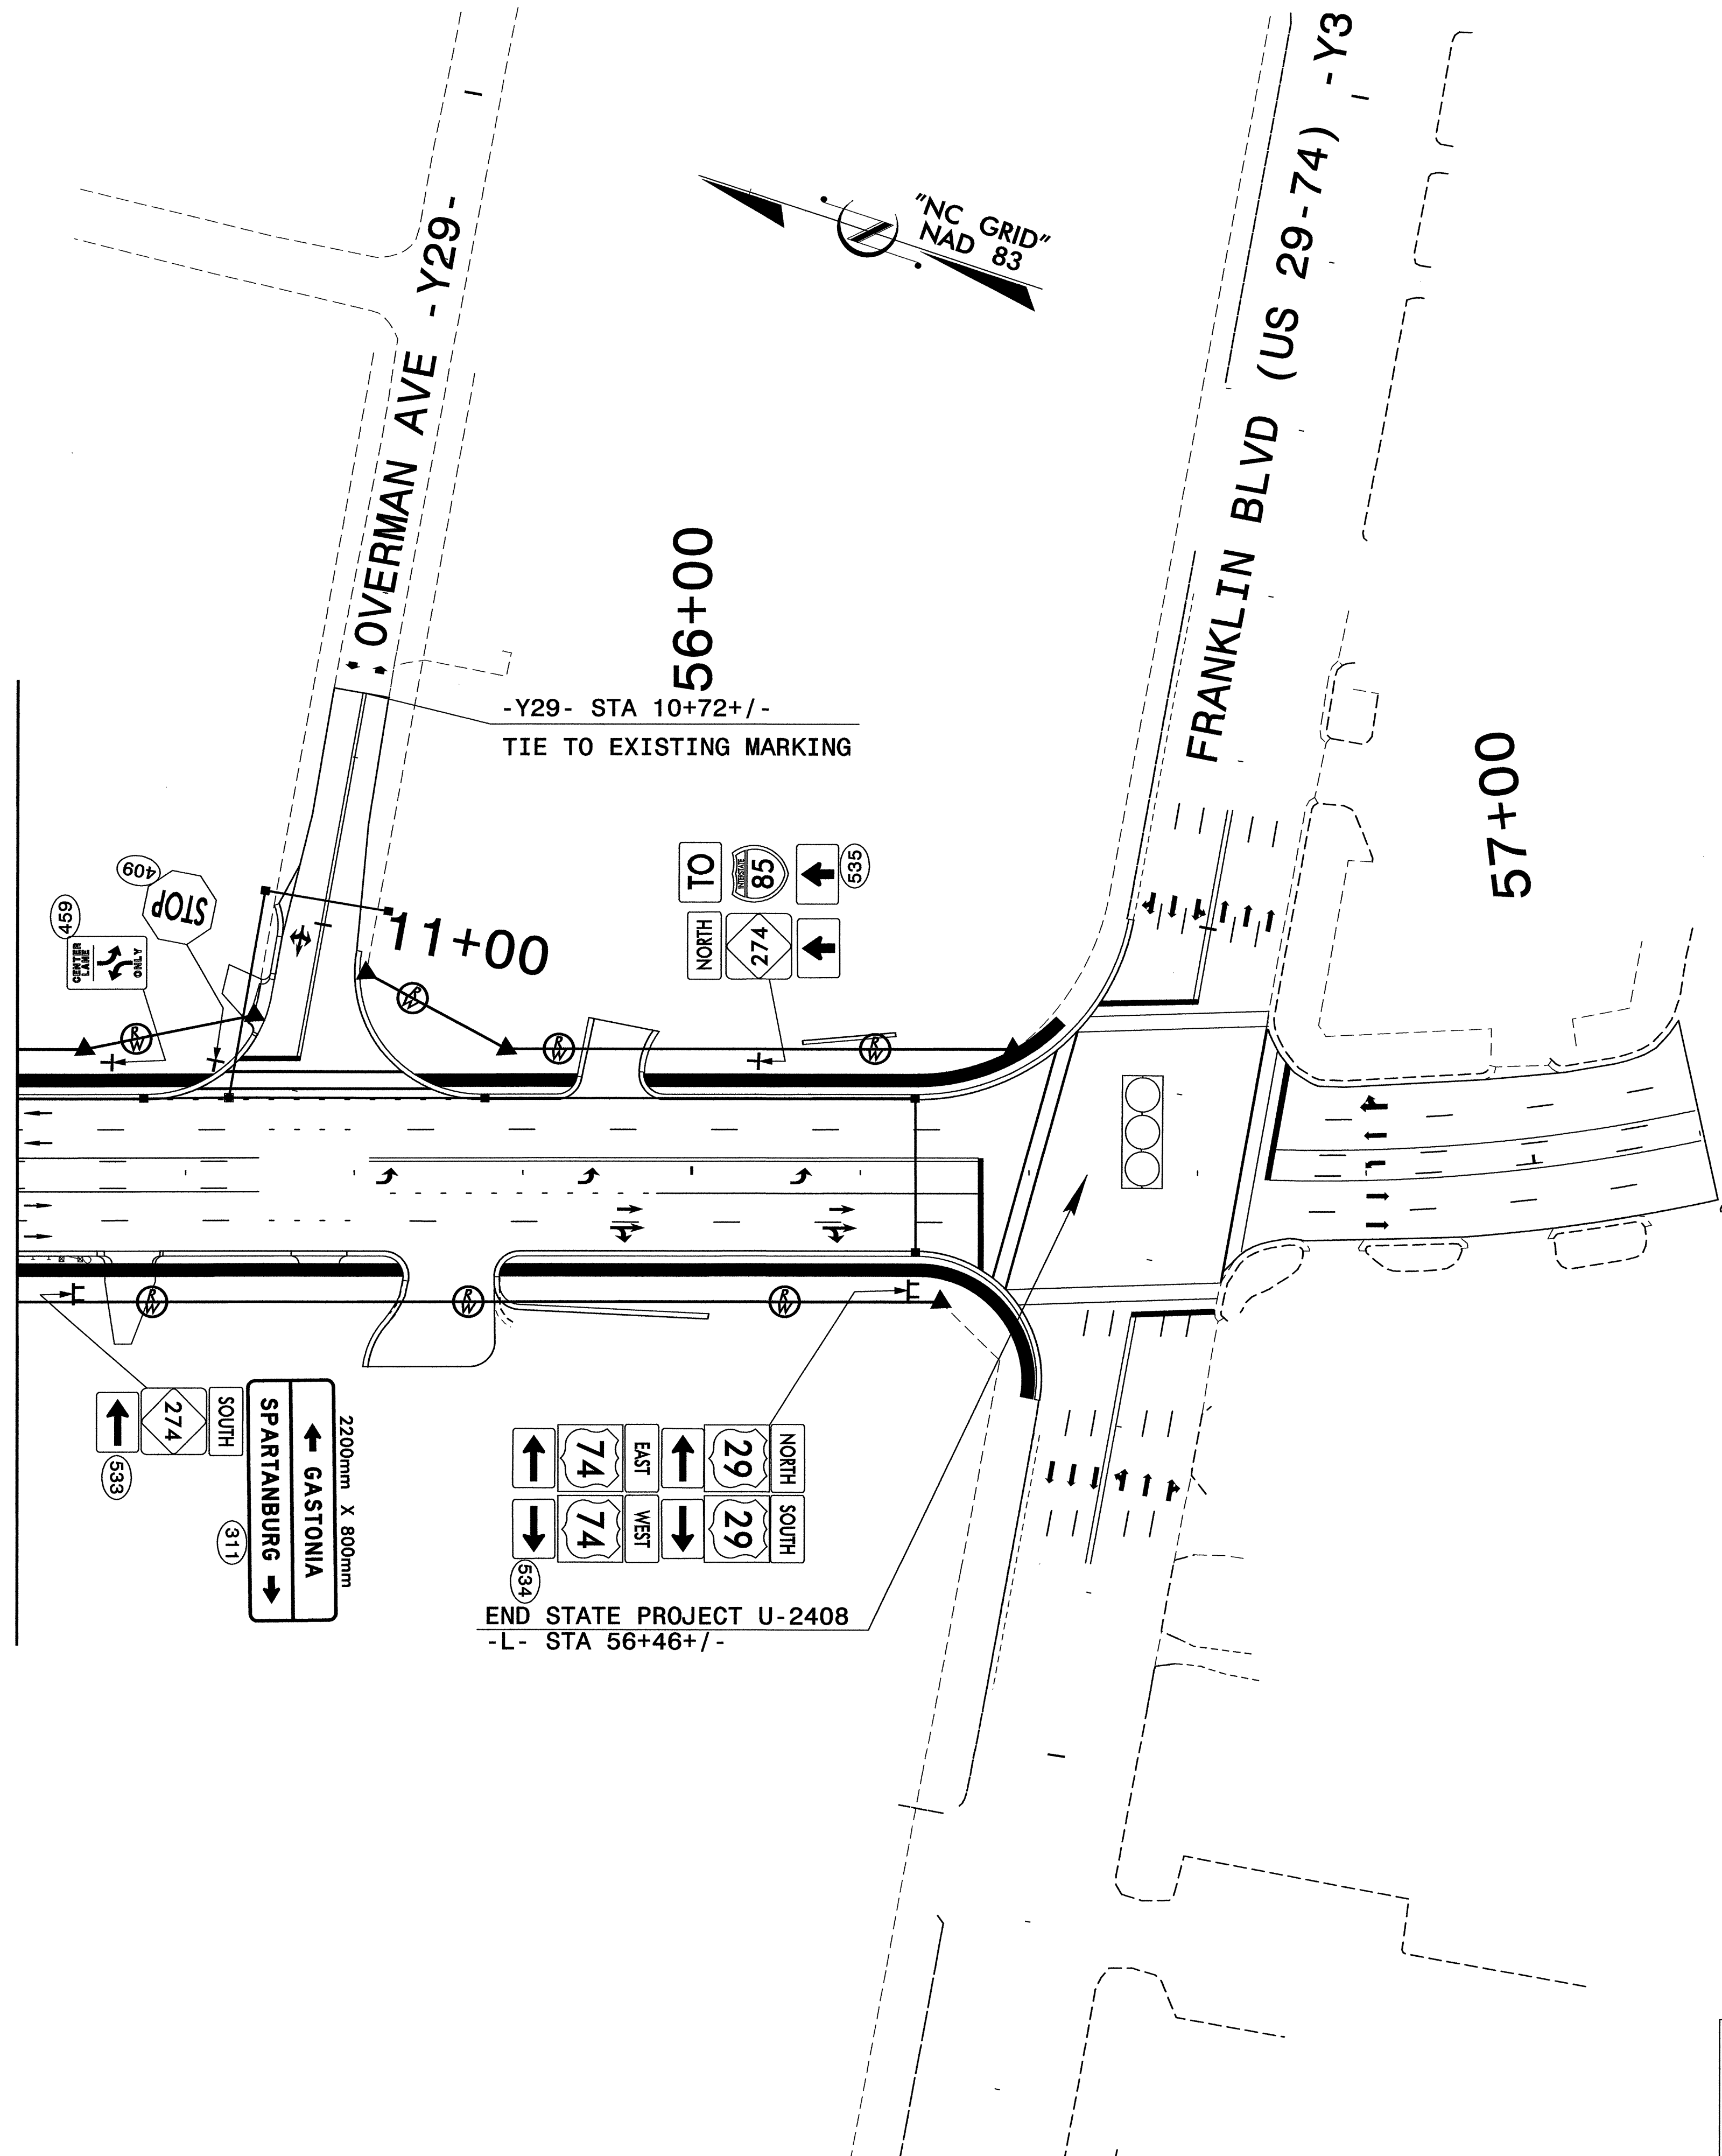 OVERMAN AVE -Y29-
"NC GRID"
NAD 83
FRANKLIN BLVD (US 29-74) -Y3
56+00
-Y29- STA 10+72+/-
TIE TO EXISTING MARKING
57+00
409
STOP
459
CENTER
LANE
ONLY
11+00
TO
INTERSTATE
85
535
NORTH
274
R/W
R/W
R/W
R/W
R/W
R/W
R/W
SOUTH
274
533
2200mm X 800mm
← GASTONIA
SPARTANBURG →
311
NORTH SOUTH
29 29
EAST WEST
74 74
534
END STATE PROJECT U-2408
-L- STA 56+46+/-